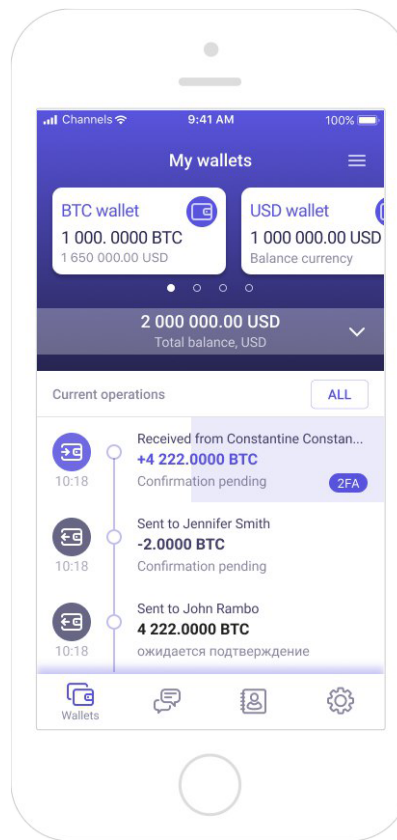 Channels
9:41 AM
100%
My wallets
BTC wallet
1 000. 0000 BTC
1 650 000.00 USD
USD wallet
1 000 000.00 USD
Balance currency
2 000 000.00 USD
Total balance, USD
Current operations
ALL
Received from Constantine Constan...
+4 222.0000 BTC
10:18
Confirmation pending
2FA
Sent to Jennifer Smith
-2.0000 BTC
10:18
Confirmation pending
Sent to John Rambo
4 222.0000 BTC
10:18
ожидается подтверждение
Wallets